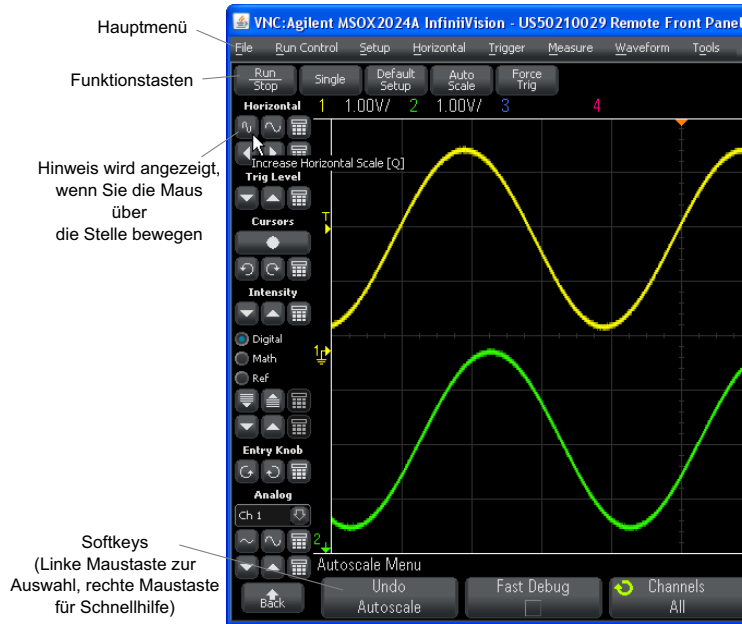 Hauptmenü
VNC:Agilent MSOX2024A InfiniiVision - US50210029 Remote Front Panel
File Run Control Setup Horizontal Trigger Measure Waveform Tools
Funktionstasten
Run Stop
Single
Default Setup
Auto Scale
Force Trig
Horizontal
1 1.00V/ 2 1.00V/ 3 4
Increase Horizontal Scale [Q]
Hinweis wird angezeigt,
wenn Sie die Maus
über
die Stelle bewegen
Trig Level
T
Cursors
Intensity
Digital
Math
Ref
1
Entry Knob
Analog
Ch 1
2
Softkeys
(Linke Maustaste zur
Auswahl, rechte Maustaste
für Schnellhilfe)
Autoscale Menu
Back
Undo
Autoscale
Fast Debug
Channels
All